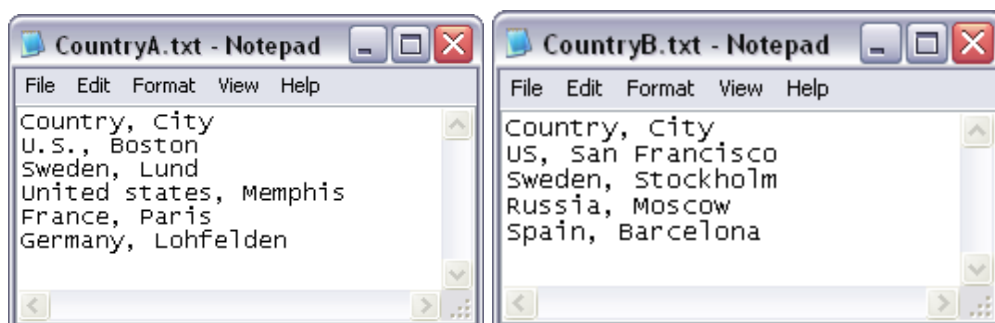 CountryA.txt - Notepad
File Edit Format View Help
Country, City
U.S., Boston
Sweden, Lund
United states, Memphis
France, Paris
Germany, Lohfelden
CountryB.txt - Notepad
File Edit Format View Help
Country, City
US, San Francisco
Sweden, Stockholm
Russia, Moscow
Spain, Barcelona